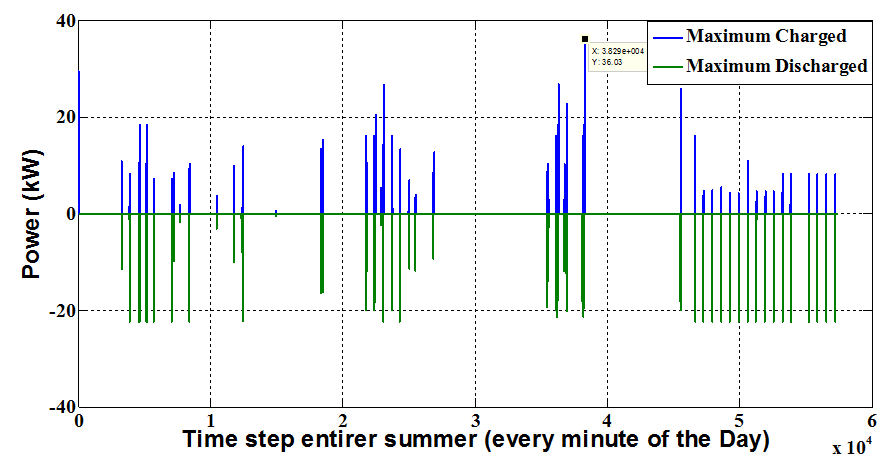 40
20
0
-20
-40
Power (kW)
X: 3.829e+004
Y: 36.03
Maximum Charged
Maximum Discharged
0 1 2 3 4 5 6
Time step entirer summer (every minute of the Day)
x 10^4